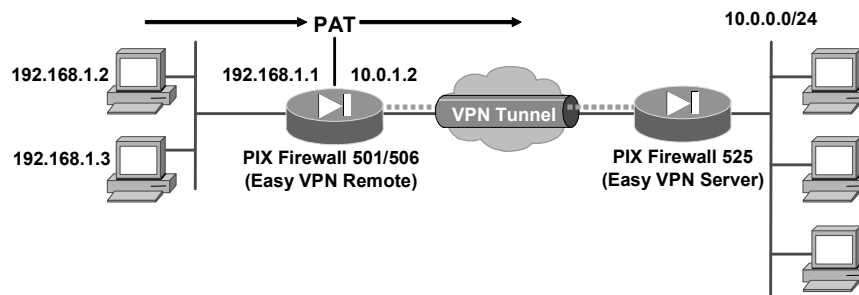 PAT
10.0.0.0/24
192.168.1.2
192.168.1.1
10.0.1.2
VPN Tunnel
192.168.1.3
PIX Firewall 501/506
(Easy VPN Remote)
PIX Firewall 525
(Easy VPN Server)